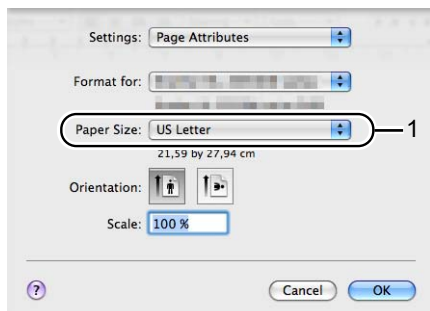 Settings: Page Attributes
Format for:
Paper Size: US Letter 1
21,59 by 27,94 cm
Orientation:
Scale: 100 %
? Cancel OK